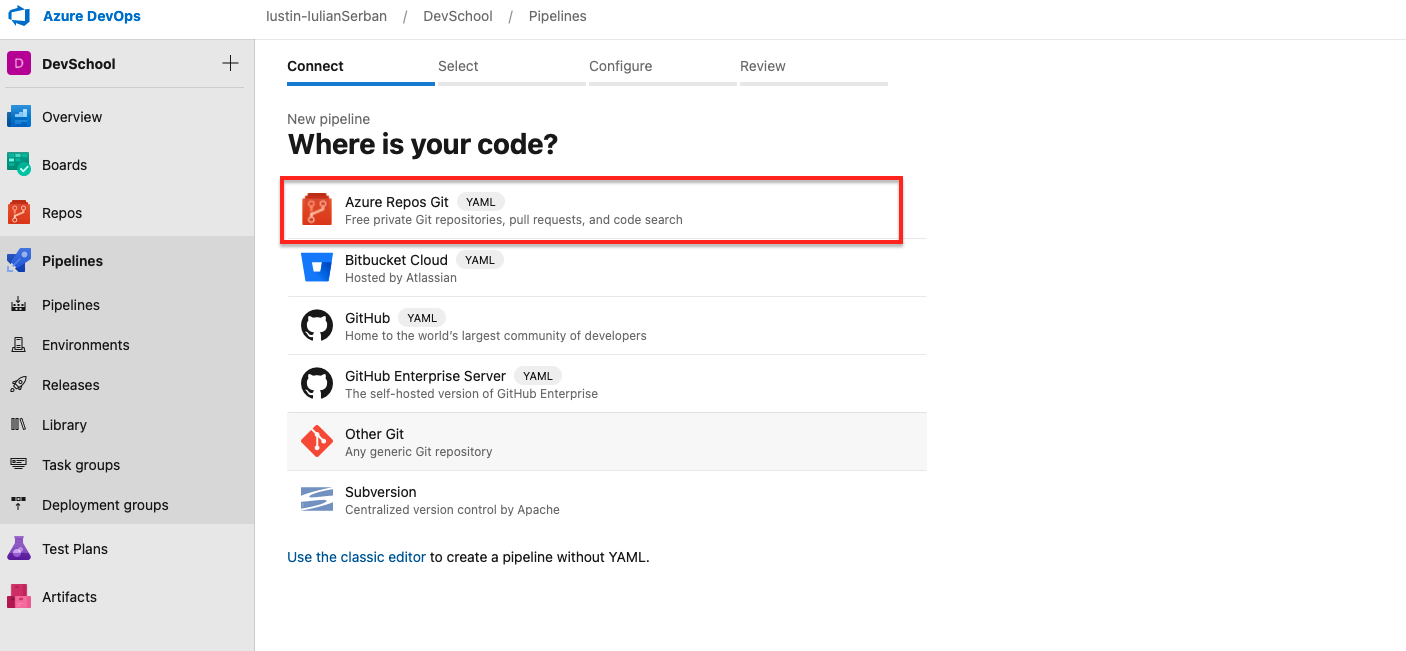 Azure DevOps
Iustin-IulianSerban / DevSchool / Pipelines
D DevSchool
Overview
Boards
Repos
Pipelines
Pipelines
Environments
Releases
Library
Task groups
Deployment groups
Test Plans
Artifacts
Connect Select Configure Review
New pipeline
Where is your code?
Azure Repos Git YAML
Free private Git repositories, pull requests, and code search
Bitbucket Cloud YAML
Hosted by Atlassian
GitHub YAML
Home to the world's largest community of developers
GitHub Enterprise Server YAML
The self-hosted version of GitHub Enterprise
Other Git
Any generic Git repository
Subversion
Centralized version control by Apache
Use the classic editor to create a pipeline without YAML.